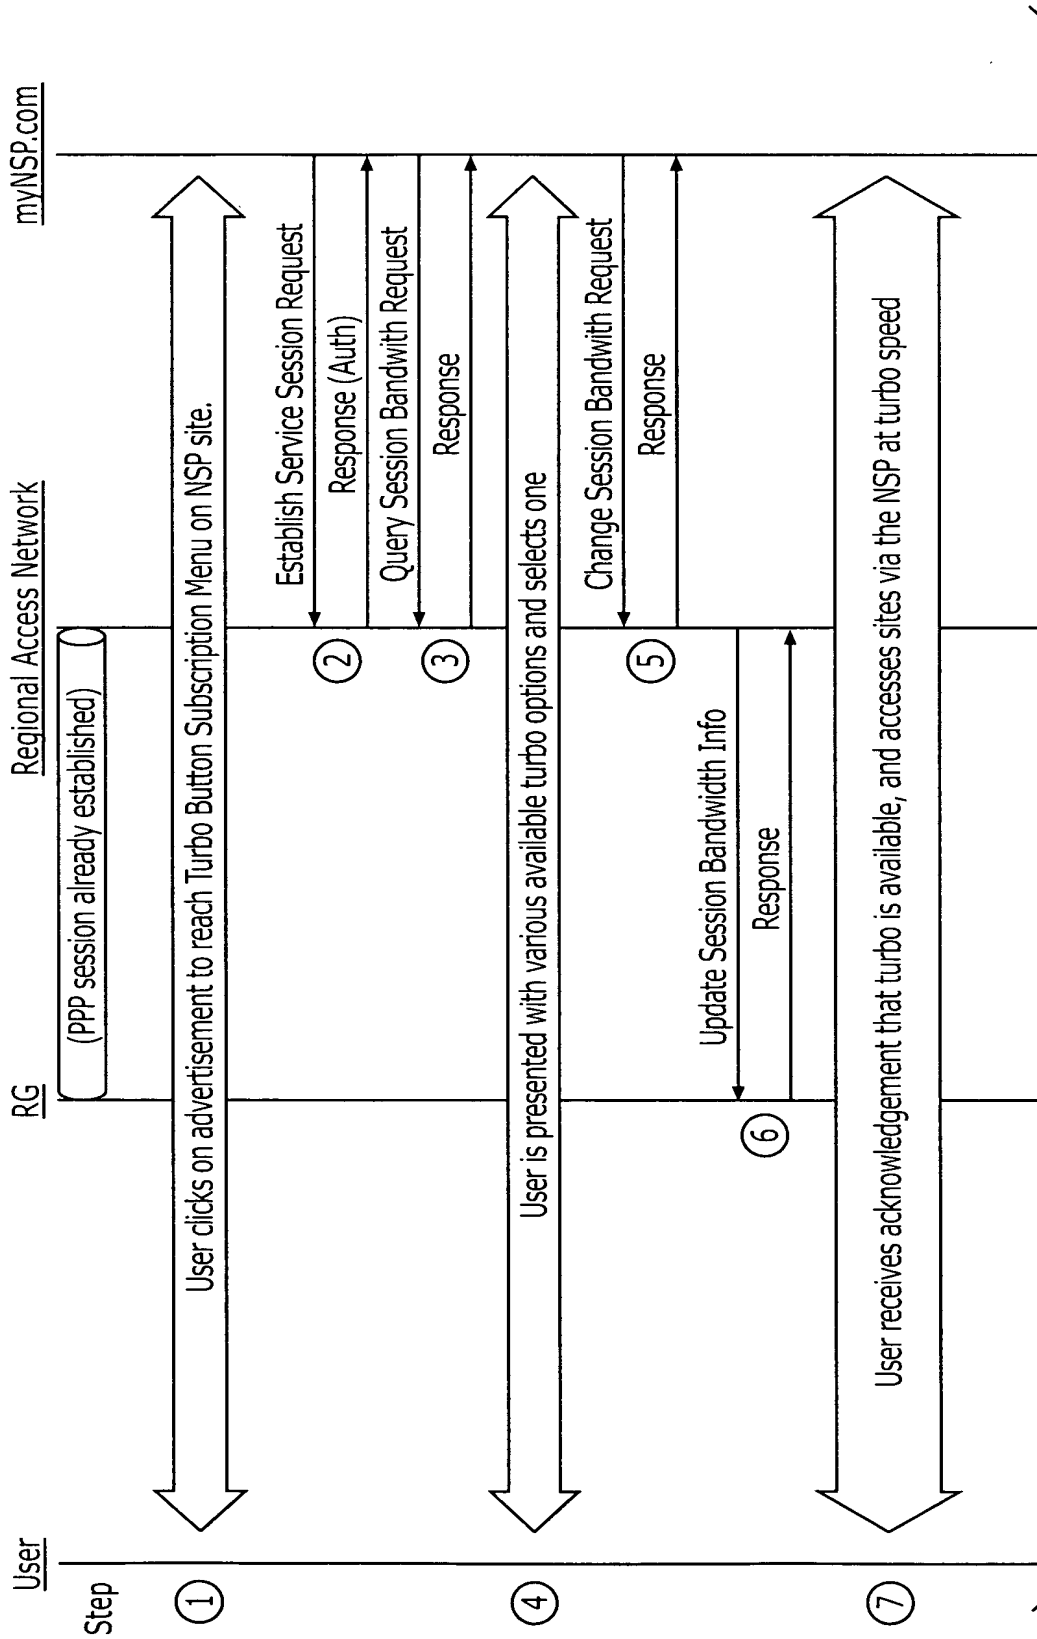 User
RG
Regional Access Network
myNSP.com
Step
(PPP session already established)
1
User clicks on advertisement to reach Turbo Button Subscription Menu on NSP site.
Establish Service Session Request
2
Response (Auth)
Query Session Bandwith Request
3
Response
4
User is presented with various available turbo options and selects one
Change Session Bandwith Request
5
Response
Update Session Bandwidth Info
6
Response
7
User receives acknowledgement that turbo is available, and accesses sites via the NSP at turbo speed